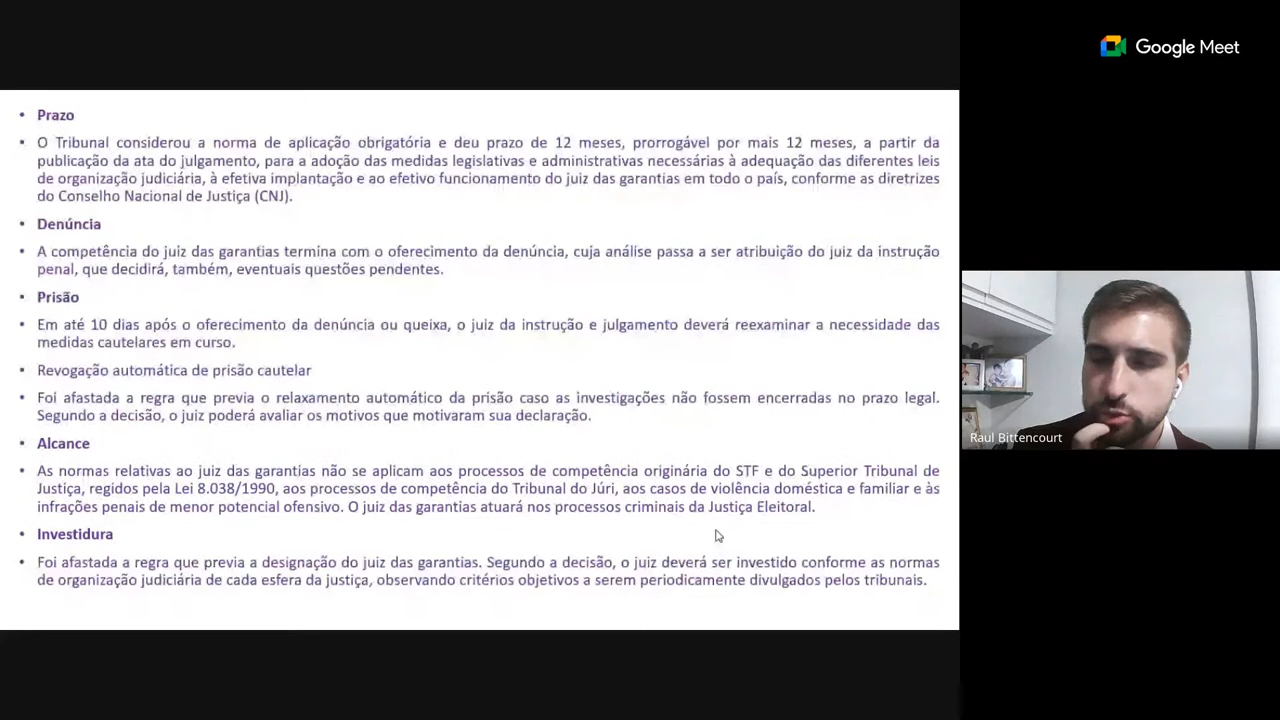 Google Meet
• Prazo
• O Tribunal considerou a norma de aplicação obrigatória e deu prazo de 12 meses, prorrogável por mais 12 meses, a partir da
publicação da ata do julgamento, para a adoção das medidas legislativas e administrativas necessárias à adequação das diferentes leis
de organização judiciária, à efetiva implantação e ao efetivo funcionamento do juiz das garantias em todo o país, conforme as diretrizes
do Conselho Nacional de Justiça (CNJ).
• Denúncia
• A competência do juiz das garantias termina com o oferecimento da denúncia, cuja análise passa a ser atribuição do juiz da instrução
penal, que decidirá, também, eventuais questões pendentes.
• Prisão
• Em até 10 dias após o oferecimento da denúncia ou queixa, o juiz da instrução e julgamento deverá reexaminar a necessidade das
medidas cautelares em curso.
• Revogação automática de prisão cautelar
• Foi afastada a regra que previa o relaxamento automático da prisão caso as investigações não fossem encerradas no prazo legal.
Segundo a decisão, o juiz poderá avaliar os motivos que motivaram sua declaração.
• Alcance
• As normas relativas ao juiz das garantias não se aplicam aos processos de competência originária do STF e do Superior Tribunal de
Justiça, regidos pela Lei 8.038/1990, aos processos de competência do Tribunal do Júri, aos casos de violência doméstica e familiar e às
infrações penais de menor potencial ofensivo. O juiz das garantias atuará nos processos criminais da Justiça Eleitoral.
• Investidura
• Foi afastada a regra que previa a designação do juiz das garantias. Segundo a decisão, o juiz deverá ser investido conforme as normas
de organização judiciária de cada esfera da justiça, observando critérios objetivos a serem periodicamente divulgados pelos tribunais.
Raul Bittencourt